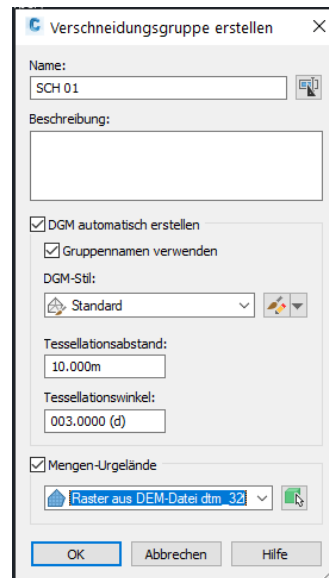 Verschneidungsgruppe erstellen
Name:
SCH 01
Beschreibung:
DGM automatisch erstellen
Gruppennamen verwenden
DGM-Stil:
Standard
Tessellationsabstand:
10.000m
Tessellationswinkel:
003.0000 (d)
Mengen-Urgelände
Raster aus DEM-Datei dtm_32
OK Abbrechen Hilfe